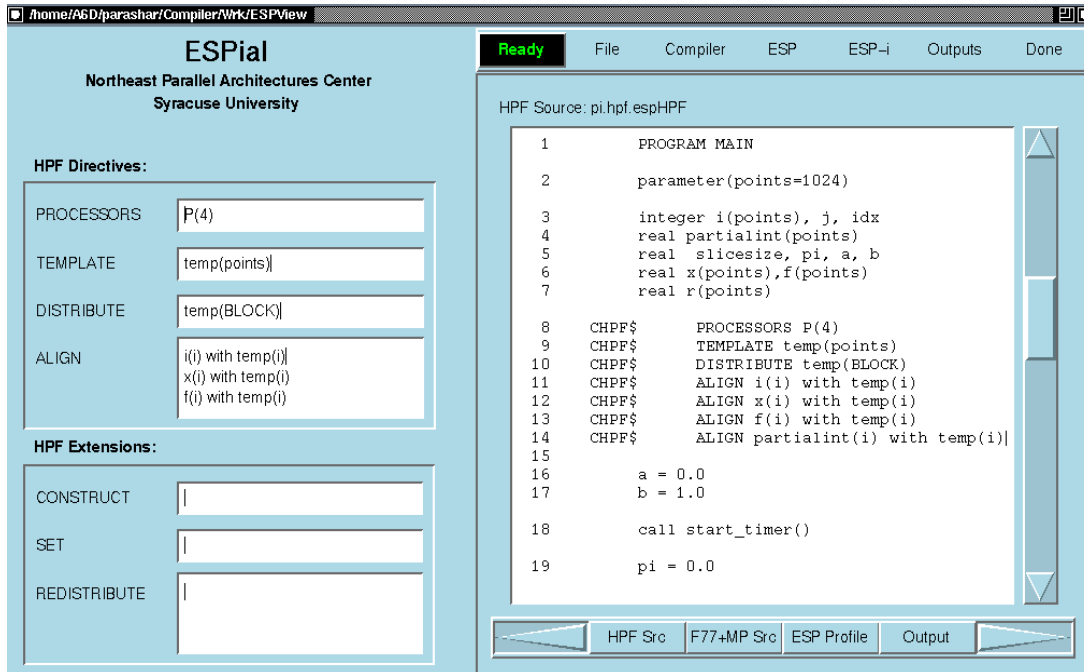 /home/A6D/parashar/Compiler/Wrk/ESPView
ESPial
Northeast Parallel Architectures Center
Syracuse University
HPF Directives:
PROCESSORS P(4)
TEMPLATE temp(points)
DISTRIBUTE temp(BLOCK)
ALIGN i(i) with temp(i)
x(i) with temp(i)
f(i) with temp(i)
HPF Extensions:
CONSTRUCT
SET
REDISTRIBUTE
Ready File Compiler ESP ESP-i Outputs Done
HPF Source: pi.hpf.espHPF
1 PROGRAM MAIN
2 parameter(points=1024)
3 integer i(points), j, idx
4 real partialint(points)
5 real slicesize, pi, a, b
6 real x(points),f(points)
7 real r(points)
8 CHPF$ PROCESSORS P(4)
9 CHPF$ TEMPLATE temp(points)
10 CHPF$ DISTRIBUTE temp(BLOCK)
11 CHPF$ ALIGN i(i) with temp(i)
12 CHPF$ ALIGN x(i) with temp(i)
13 CHPF$ ALIGN f(i) with temp(i)
14 CHPF$ ALIGN partialint(i) with temp(i)
15
16 a = 0.0
17 b = 1.0
18 call start_timer()
19 pi = 0.0
HPF Src F77+MP Src ESP Profile Output